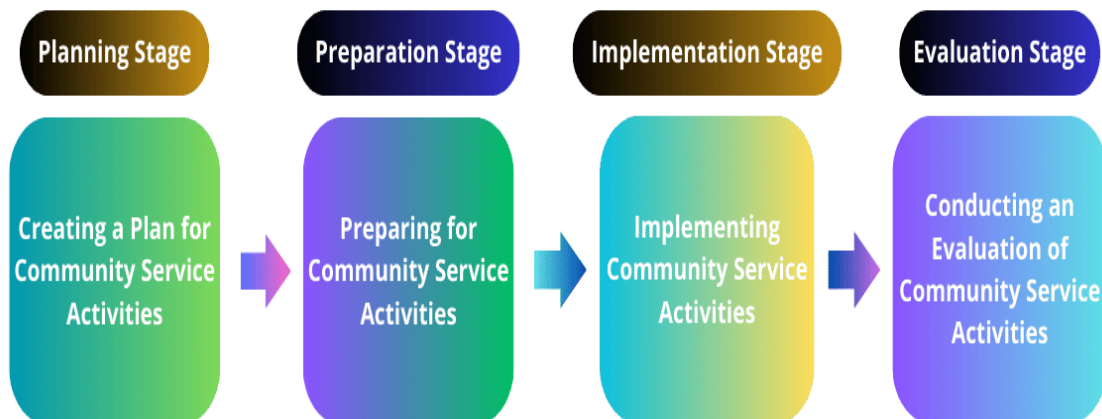 Planning Stage
Preparation Stage
Implementation Stage
Evaluation Stage
Creating a Plan for
Community Service
Activities
Preparing for
Community Service
Activities
Implementing
Community Service
Activities
Conducting an
Evaluation of
Community Service
Activities